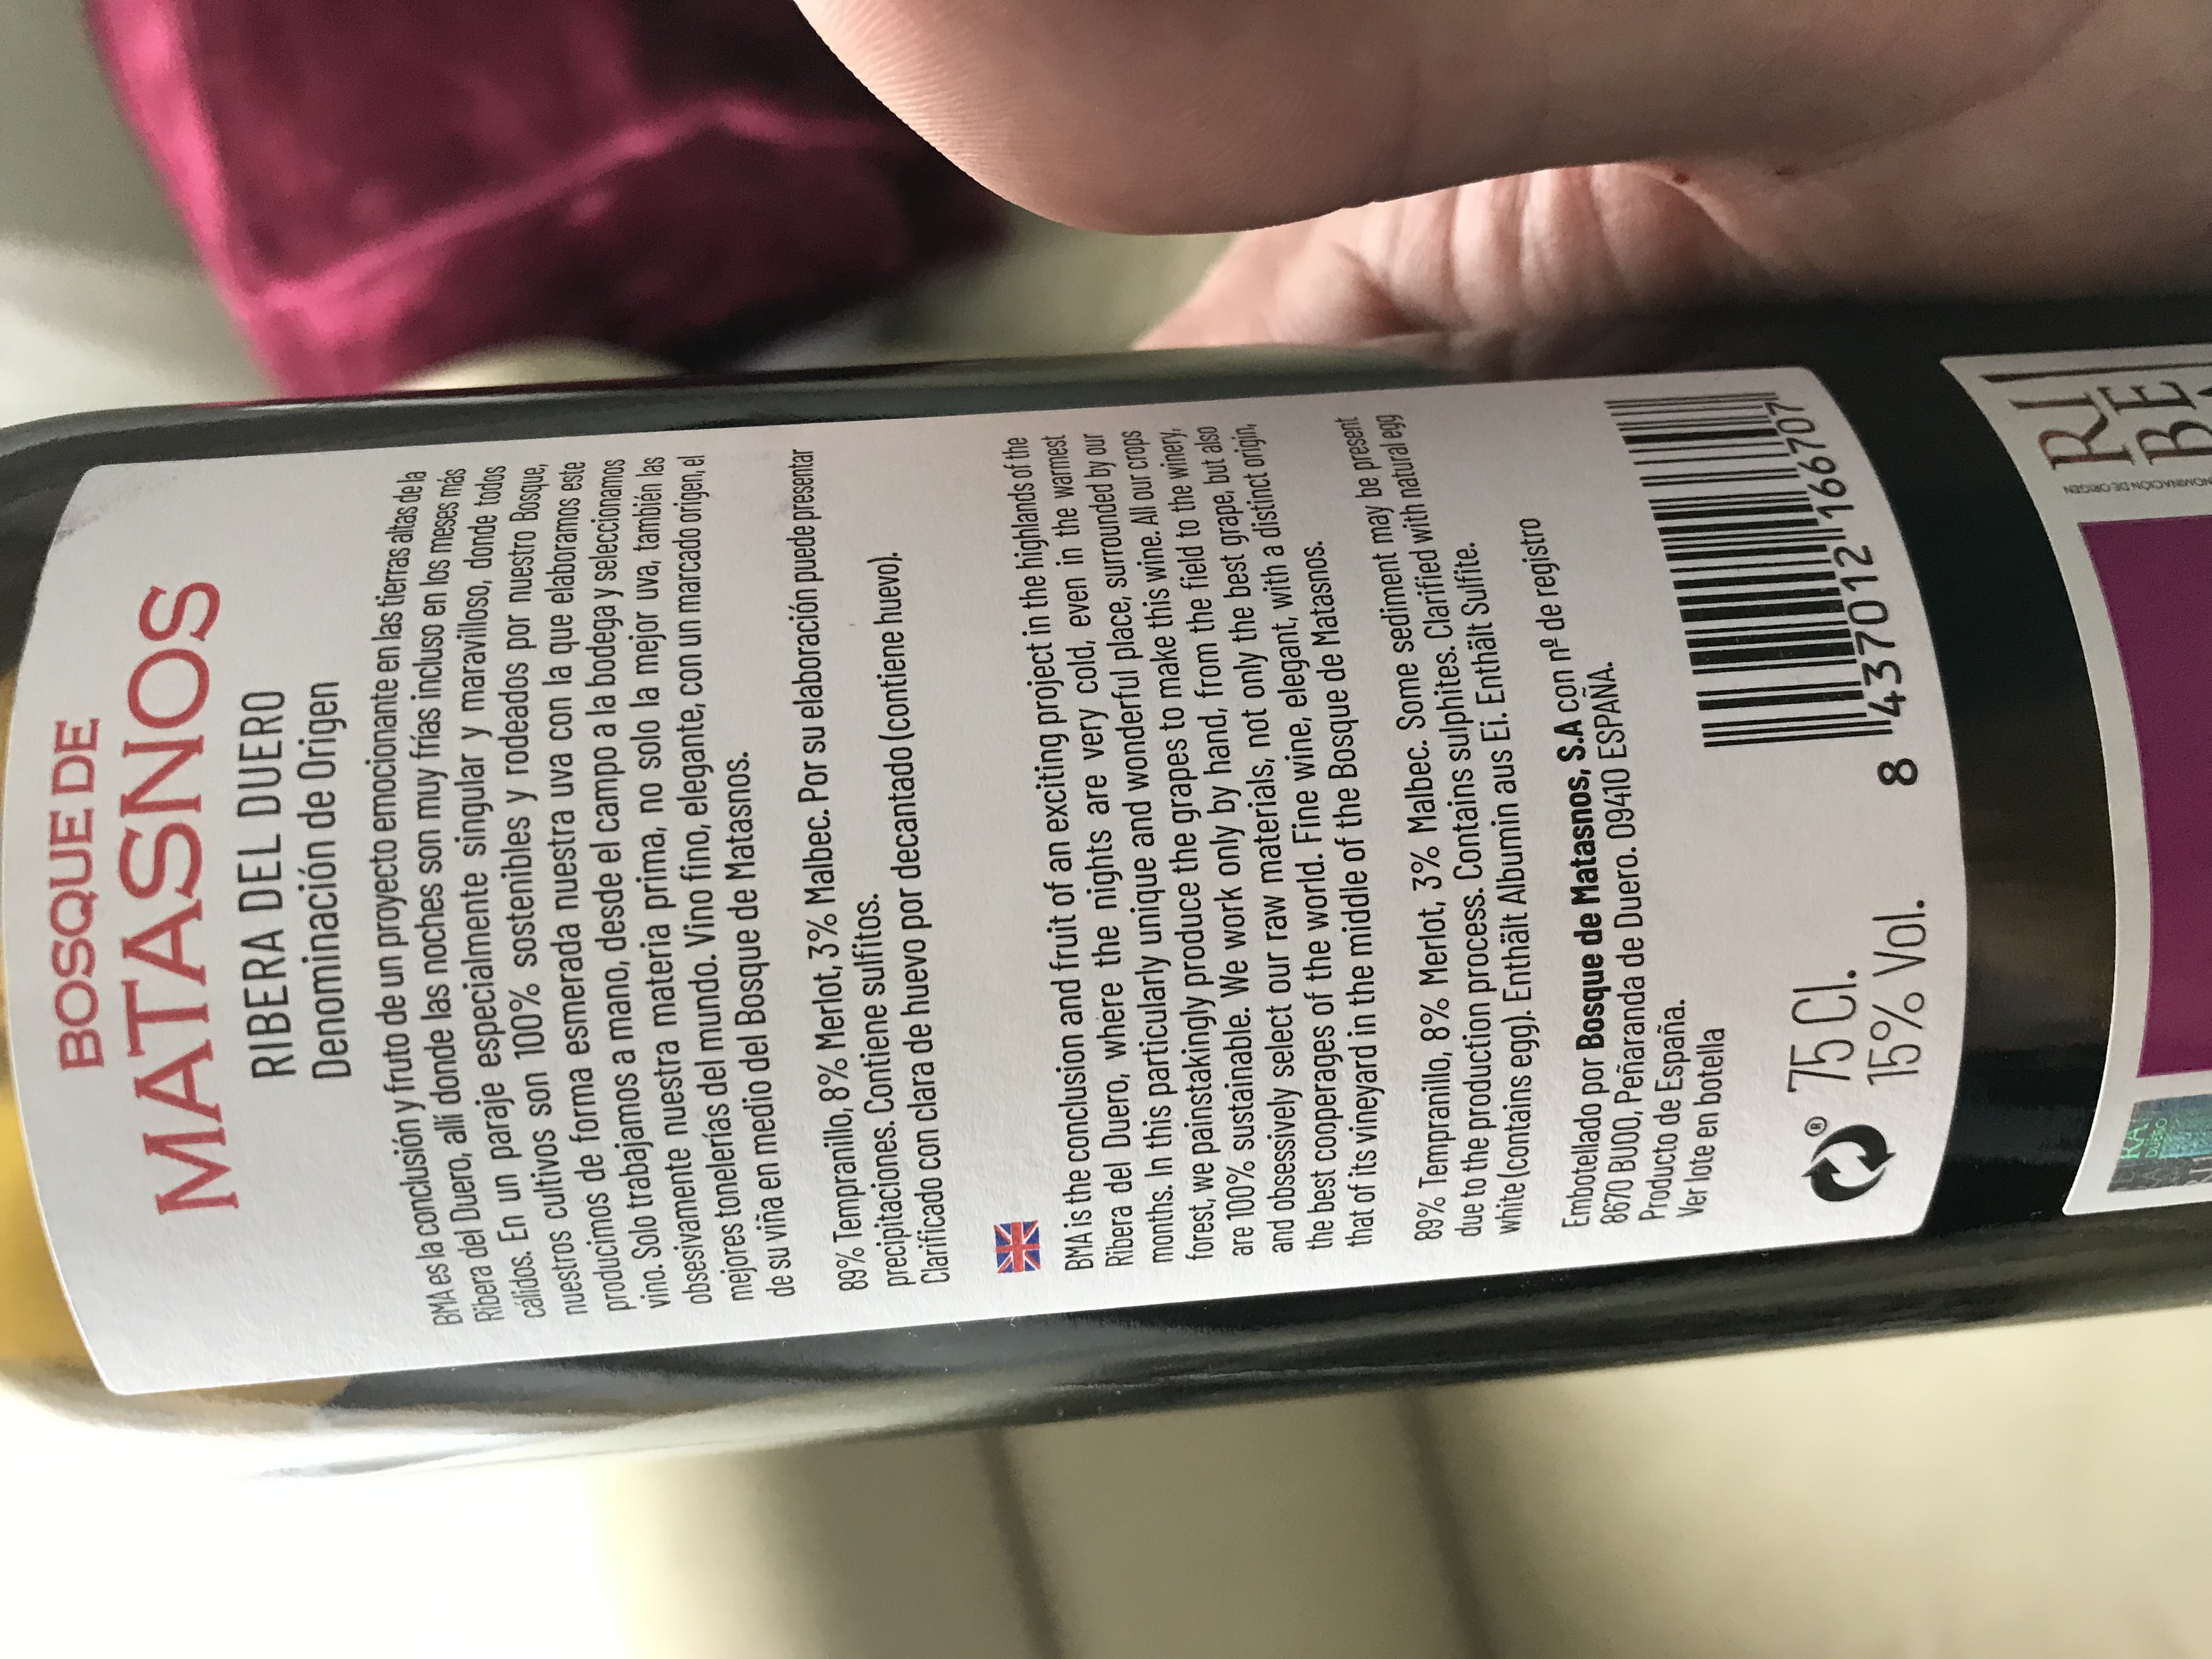 BOSQUE DE
MATASNOS
RIBERA DEL DUERO
Denominación de Origen
BMA es la conclusión y fruto de un proyecto emocionante en las tierras altas de la
Ribera del Duero, allí donde las noches son muy frías incluso en los meses más
cálidos. En un paraje especialmente singular y maravilloso, donde todos
nuestros cultivos son 100% sostenibles y rodeados por nuestro Bosque,
producimos de forma esmerada nuestra uva con la que elaboramos este
vino. Solo trabajamos a mano, desde el campo a la bodega y seleccionamos
obsesivamente nuestra materia prima, no solo la mejor uva, también las
mejores tonelerías del mundo. Vino fino, elegante, con un marcado origen, el
de su viña en medio del Bosque de Matasnos.
89% Tempranillo, 8% Merlot, 3% Malbec. Por su elaboración puede presentar
precipitaciones. Contiene sulfitos.
Clarificado con clara de huevo por decantado (contiene huevo).
BMA is the conclusion and fruit of an exciting project in the highlands of the
Ribera del Duero, where the nights are very cold, even in the warmest
months. In this particularly unique and wonderful place, surrounded by our
forest, we painstakingly produce the grapes to make this wine. All our crops
are 100% sustainable. We work only by hand, from the field to the winery,
and obsessively select our raw materials, not only the best grape, but also
the best cooperages of the world. Fine wine, elegant, with a distinct origin,
that of its vineyard in the middle of the Bosque de Matasnos.
89% Tempranillo, 8% Merlot, 3% Malbec. Some sediment may be present
due to the production process. Contains sulphites. Clarified with natural egg
white (contains egg). Enthält Albumin aus Ei. Enthält Sulfite.
Embotellado por Bosque de Matasnos, S.A con nº de registro
8670 BU00, Peñaranda de Duero. 09410 ESPAÑA.
Producto de España.
Ver lote en botella
® 75 Cl.
15% Vol.
8 437012 166707
RI
BE